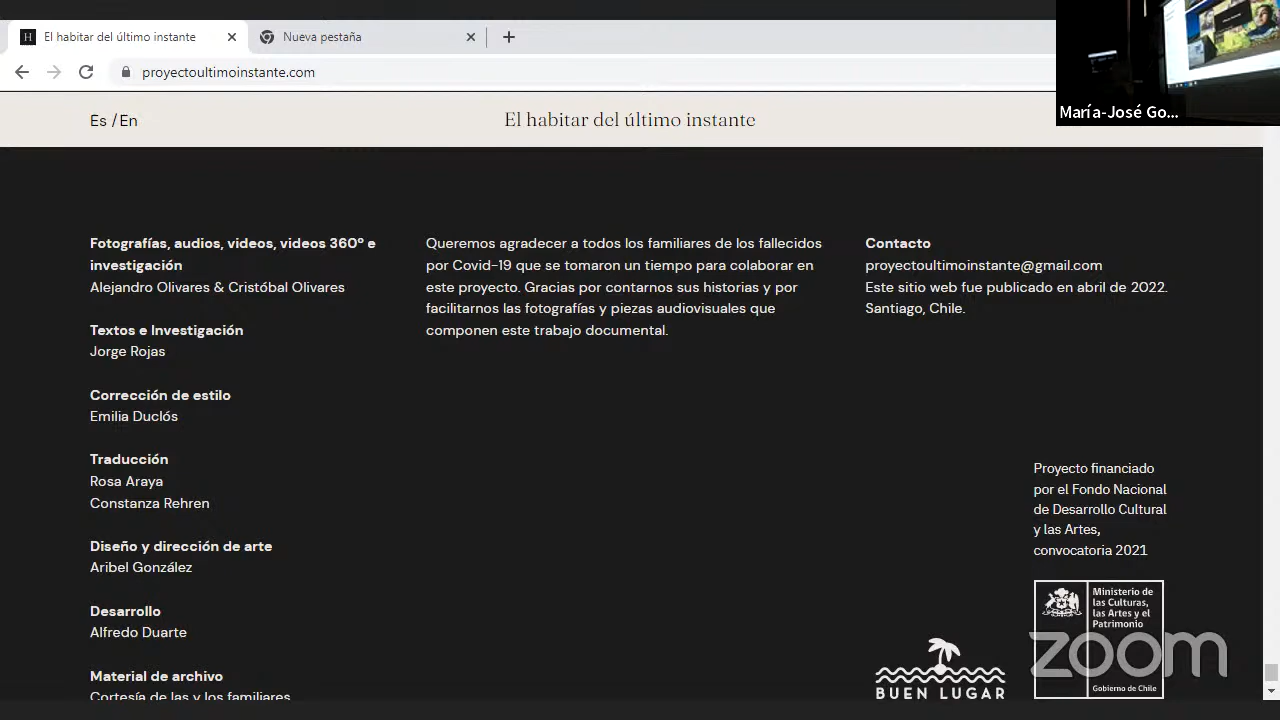 El habitar del último instante
Nueva pestaña
proyectoultimoinstante.com
Es / En
El habitar del último instante
María-José Go...
Fotografías, audios, videos, videos 360º e
investigación
Alejandro Olivares & Cristóbal Olivares
Textos e Investigación
Jorge Rojas
Corrección de estilo
Emilia Duclós
Traducción
Rosa Araya
Constanza Rehren
Diseño y dirección de arte
Aribel González
Desarrollo
Alfredo Duarte
Material de archivo
Cortesía de las y los familiares
Queremos agradecer a todos los familiares de los fallecidos
por Covid-19 que se tomaron un tiempo para colaborar en
este proyecto. Gracias por contarnos sus historias y por
facilitarnos las fotografías y piezas audiovisuales que
componen este trabajo documental.
Contacto
proyectoultimoinstante@gmail.com
Este sitio web fue publicado en abril de 2022.
Santiago, Chile.
Proyecto financiado
por el Fondo Nacional
de Desarrollo Cultural
y las Artes,
convocatoria 2021
Ministerio de
las Culturas,
las Artes y el
Patrimonio
Gobierno de Chile
BUEN LUGAR
zoom